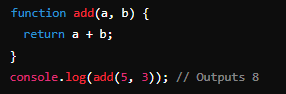 function add(a, b) {
  return a + b;
}
console.log(add(5, 3)); // Outputs 8